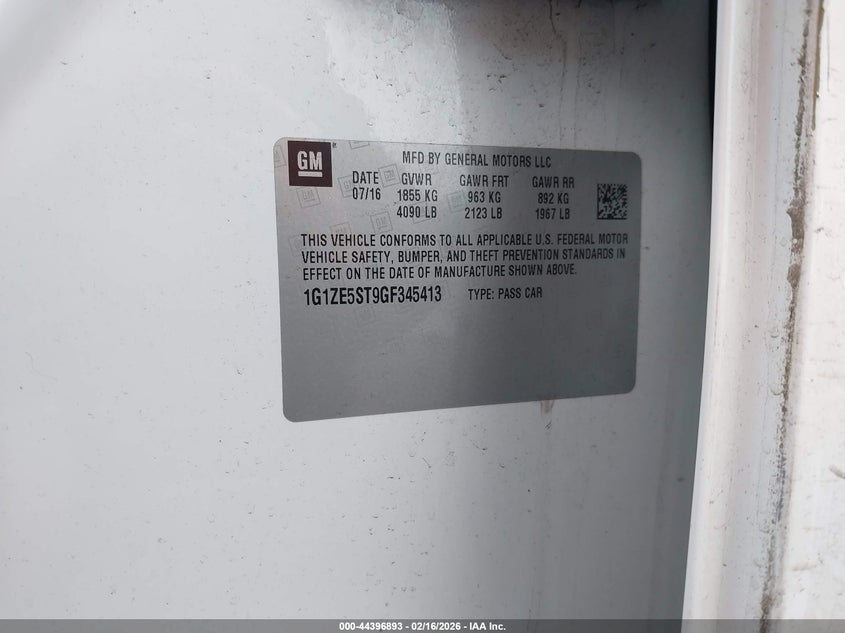 GM
MFD BY GENERAL MOTORS LLC
DATE GVWR GAWR FRT GAWR RR
07/16 1855 KG 963 KG 892 KG
4090 LB 2123 LB 1967 LB
THIS VEHICLE CONFORMS TO ALL APPLICABLE U.S. FEDERAL MOTOR
VEHICLE SAFETY, BUMPER, AND THEFT PREVENTION STANDARDS IN
EFFECT ON THE DATE OF MANUFACTURE SHOWN ABOVE.
1G1ZE5ST9GF345413 TYPE: PASS CAR
000-44396893 - 02/16/2026 - IAA Inc.